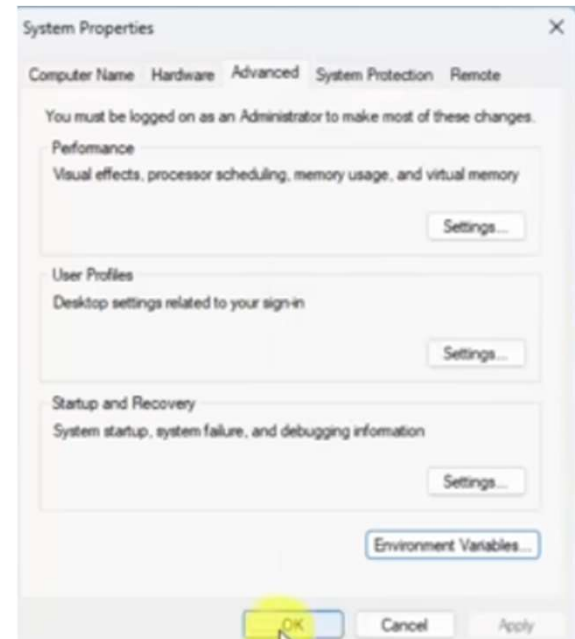 System Properties
Computer Name Hardware Advanced System Protection Remote
You must be logged on as an Administrator to make most of these changes.
Performance
Visual effects, processor scheduling, memory usage, and virtual memory
Settings...
User Profiles
Desktop settings related to your sign-in
Settings...
Startup and Recovery
System startup, system failure, and debugging information
Settings...
Environment Variables...
OK Cancel Apply